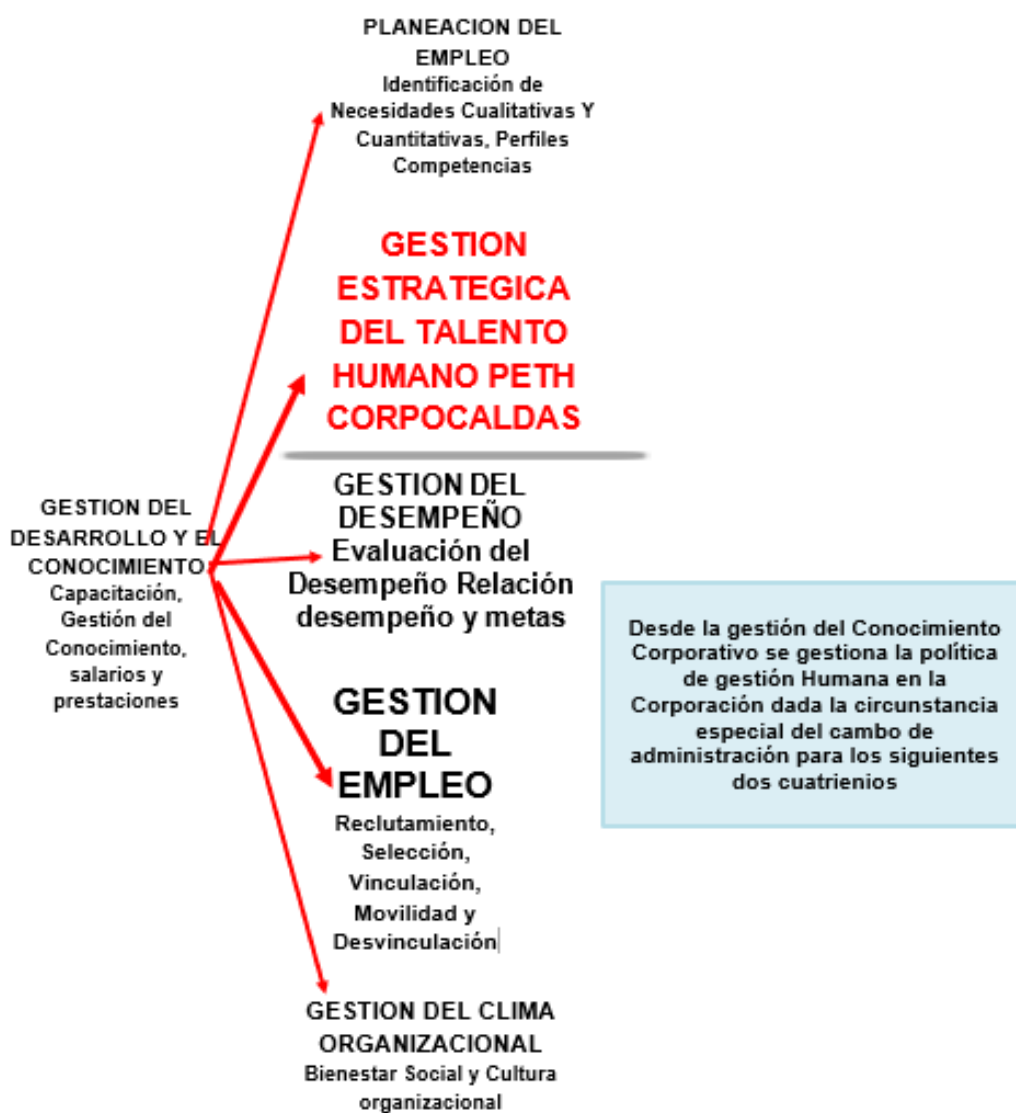 PLANEACION DEL
EMPLEO
Identificación de
Necesidades Cualitativas Y
Cuantitativas, Perfiles
Competencias
GESTION
ESTRATEGICA
DEL TALENTO
HUMANO PETH
CORPOCALDAS
GESTION DEL
DESARROLLO Y EL
CONOCIMIENTO
Capacitación,
Gestión del
Conocimiento,
salarios y
prestaciones
GESTION DEL
DESEMPEÑO
Evaluación del
Desempeño Relación
desempeño y metas
GESTION
DEL
EMPLEO
Reclutamiento,
Selección,
Vinculación,
Movilidad y
Desvinculación
GESTION DEL CLIMA
ORGANIZACIONAL
Bienestar Social y Cultura
organizacional
Desde la gestión del Conocimiento
Corporativo se gestiona la política
de gestión Humana en la
Corporación dada la circunstancia
especial del cambo de
administración para los siguientes
dos cuatrienios